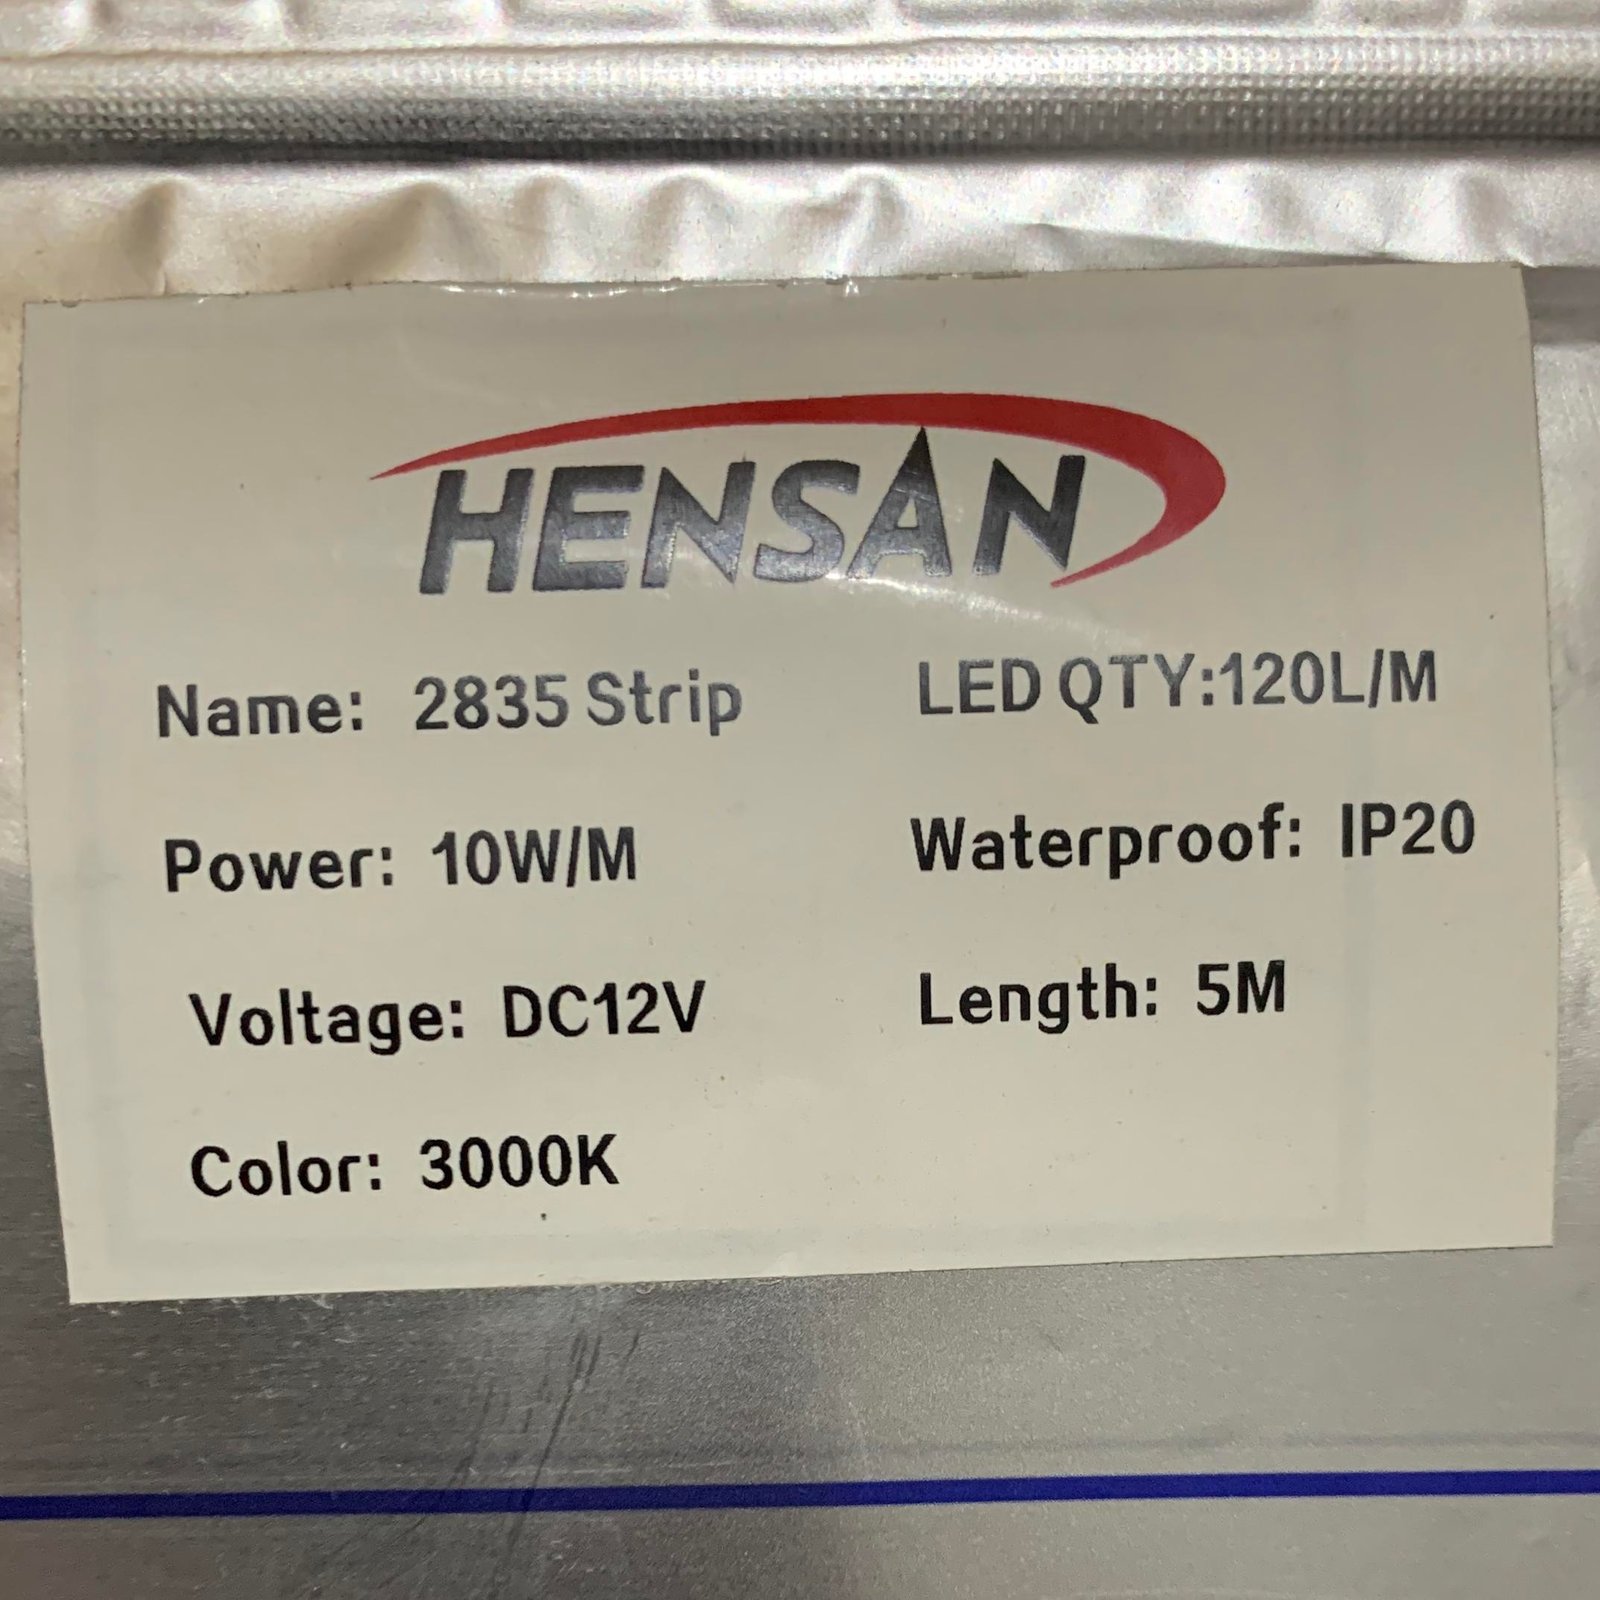 HENSAN
Name: 2835 Strip
LED QTY:120L/M
Power: 10W/M
Waterproof: IP20
Voltage: DC12V
Length: 5M
Color: 3000K